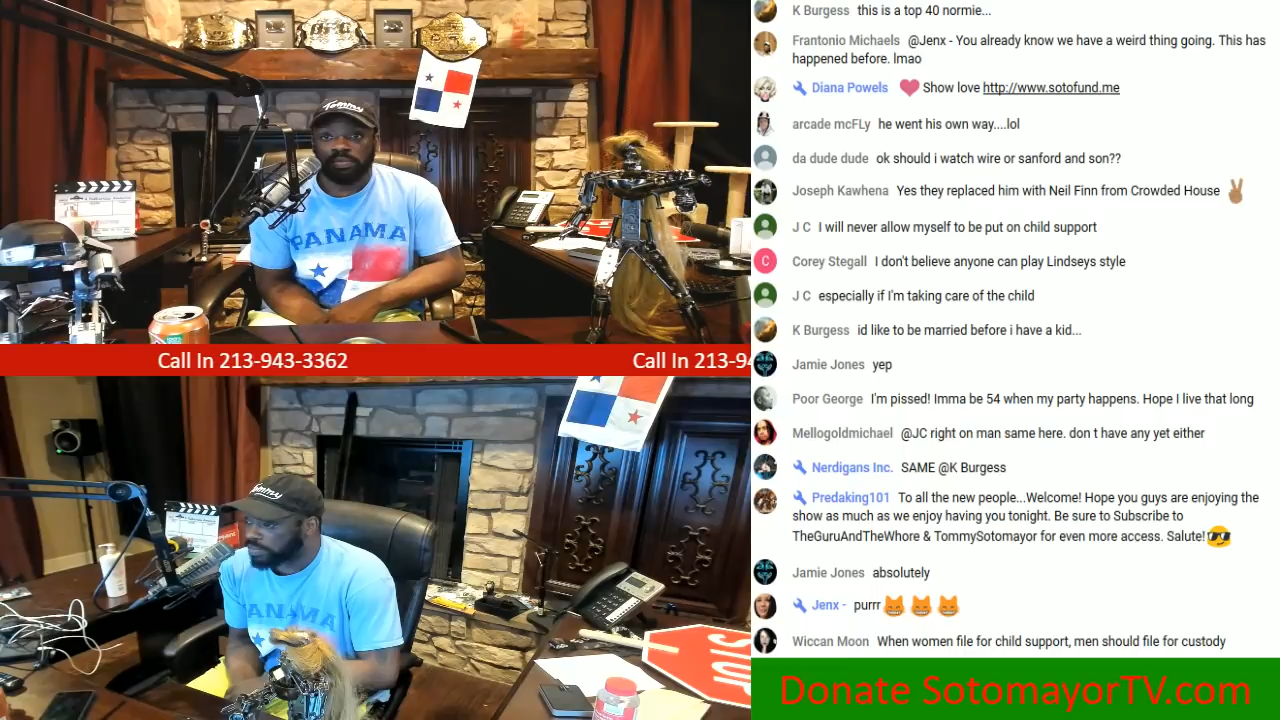 Tommy
PANAMA
Call In 213-943-3362
Call In 213-94
Tommy
PANAMA
STOP
K Burgess this is a top 40 normie...
Frantonio Michaels @Jenx - You already know we have a weird thing going. This has
happened before. lmao
Diana Powels Show love http://www.sotofund.me
arcade mcFLy he went his own way....lol
da dude dude ok should i watch wire or sanford and son??
Joseph Kawhena Yes they replaced him with Neil Finn from Crowded House
J C I will never allow myself to be put on child support
C
Corey Stegall I don't believe anyone can play Lindseys style
J C especially if I'm taking care of the child
K Burgess id like to be married before i have a kid...
Jamie Jones yep
Poor George I'm pissed! Imma be 54 when my party happens. Hope I live that long
Mellogoldmichael @JC right on man same here. don t have any yet either
Nerdigans Inc. SAME @K Burgess
Predaking101 To all the new people...Welcome! Hope you guys are enjoying the
show as much as we enjoy having you tonight. Be sure to Subscribe to
TheGuruAndTheWhore & TommySotomayor for even more access. Salute!
Jamie Jones absolutely
Jenx - purrr
Wiccan Moon When women file for child support, men should file for custody
Donate SotomayorTV.com